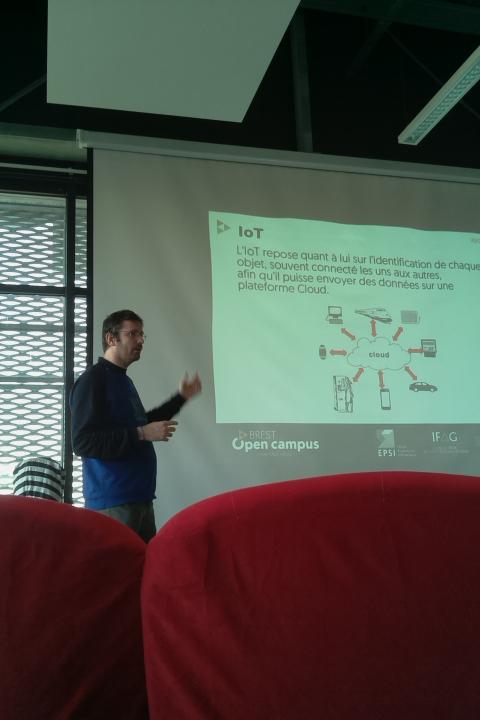 IoT
L'IoT repose quant à lui sur l'identification de chaque
objet, souvent connecté les uns aux autres,
afin qu'il puisse envoyer des données sur une
plateforme Cloud.
cloud
BREST
Open campus
EPSI
IFAG